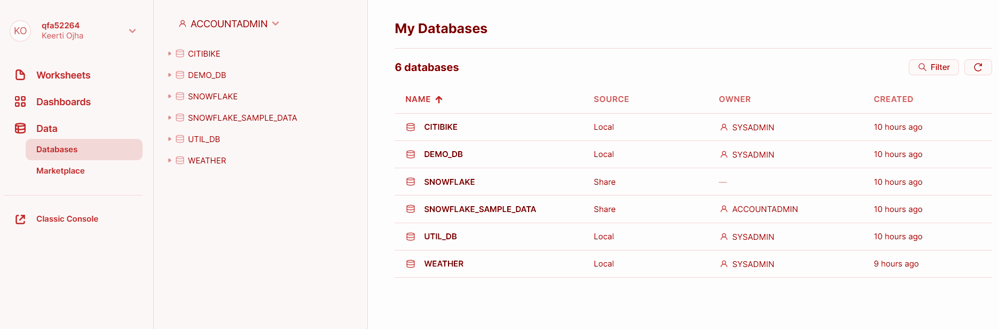 KO
qfa52264
Keerti Ojha
Worksheets
Dashboards
Data
Databases
Marketplace
Classic Console
ACCOUNTADMIN
CITIBIKE
DEMO_DB
SNOWFLAKE
SNOWFLAKE_SAMPLE_DATA
UTIL_DB
WEATHER
My Databases
6 databases
Filter
NAME SOURCE OWNER CREATED
CITIBIKE Local SYSADMIN 10 hours ago
DEMO_DB Local SYSADMIN 10 hours ago
SNOWFLAKE Share — 10 hours ago
SNOWFLAKE_SAMPLE_DATA Share ACCOUNTADMIN 10 hours ago
UTIL_DB Local SYSADMIN 10 hours ago
WEATHER Local SYSADMIN 9 hours ago